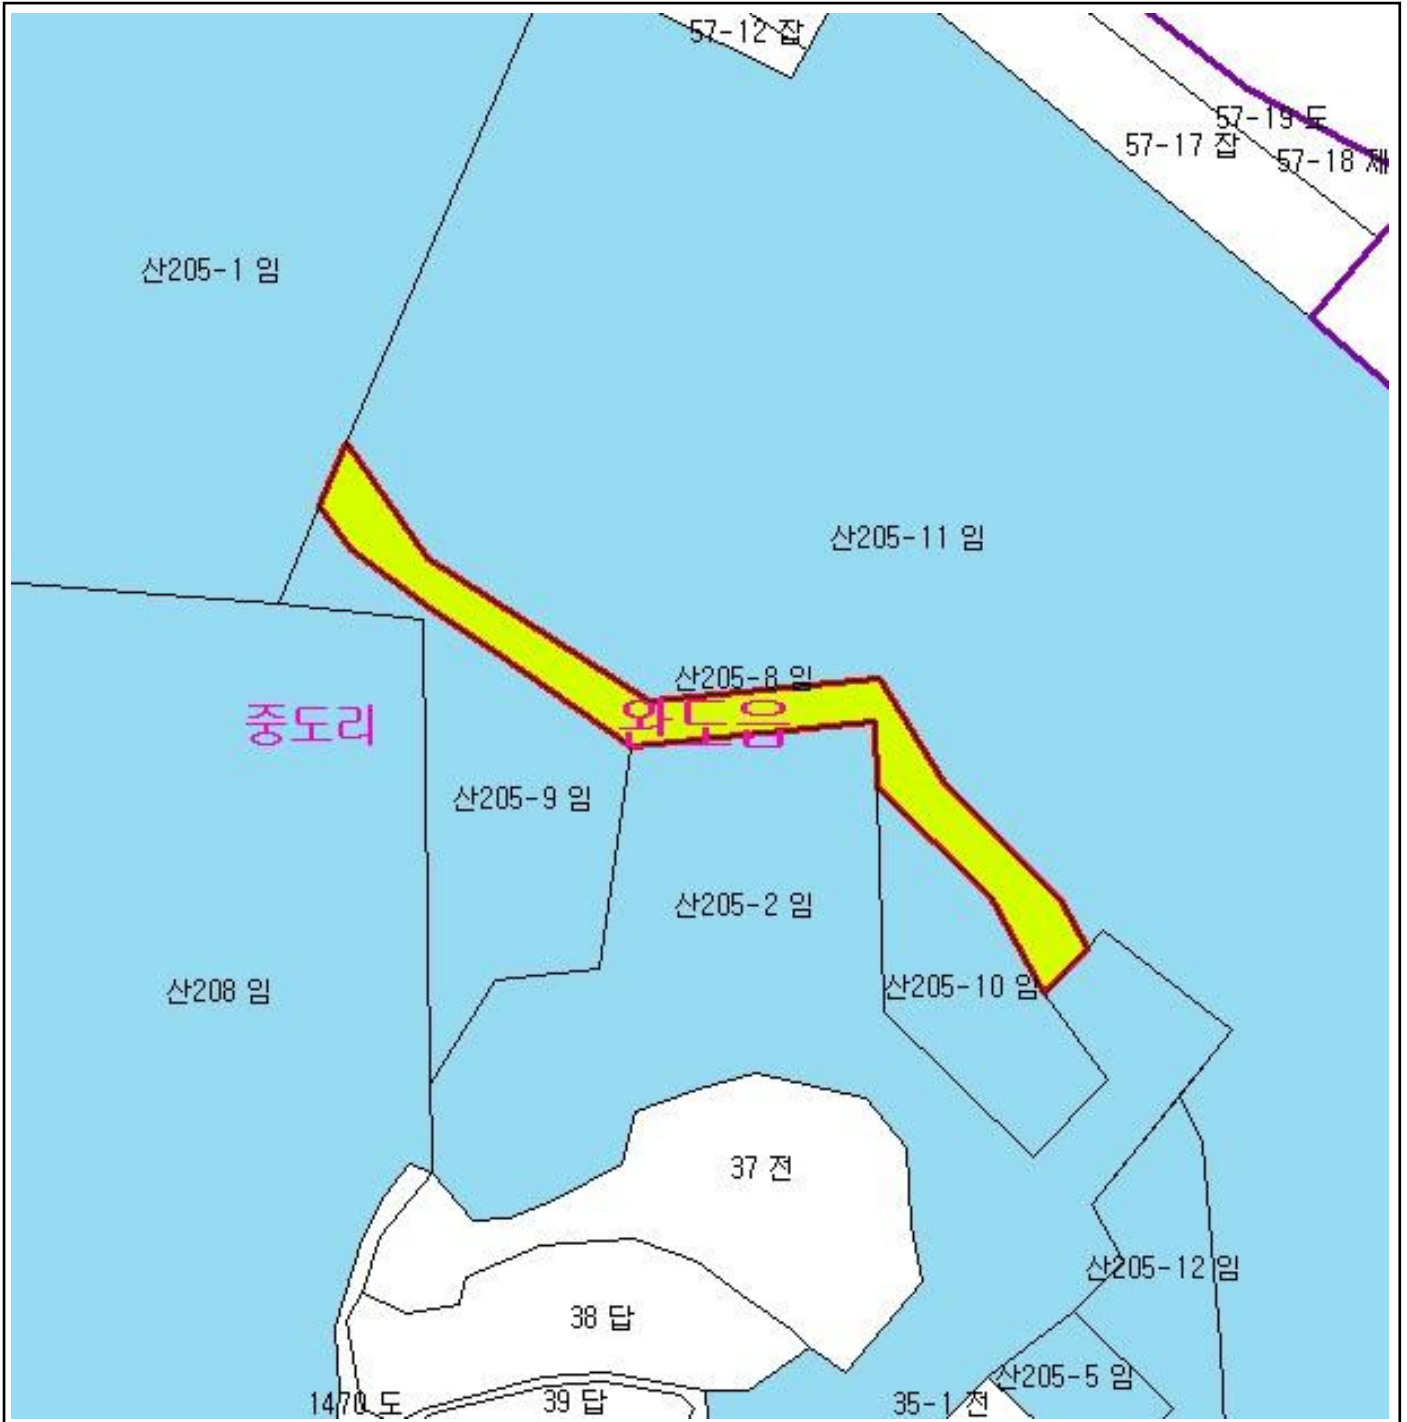 57-12 잡
57-19 도
57-17 잡
57-18 제
산205-1 임
산205-11 임
산205-8 임
중도리
완도읍
산205-9 임
산205-2 임
산208 임
산205-10 임
37 전
산205-12 임
38 답
산205-5 임
1470 도
39 답
35-1 전